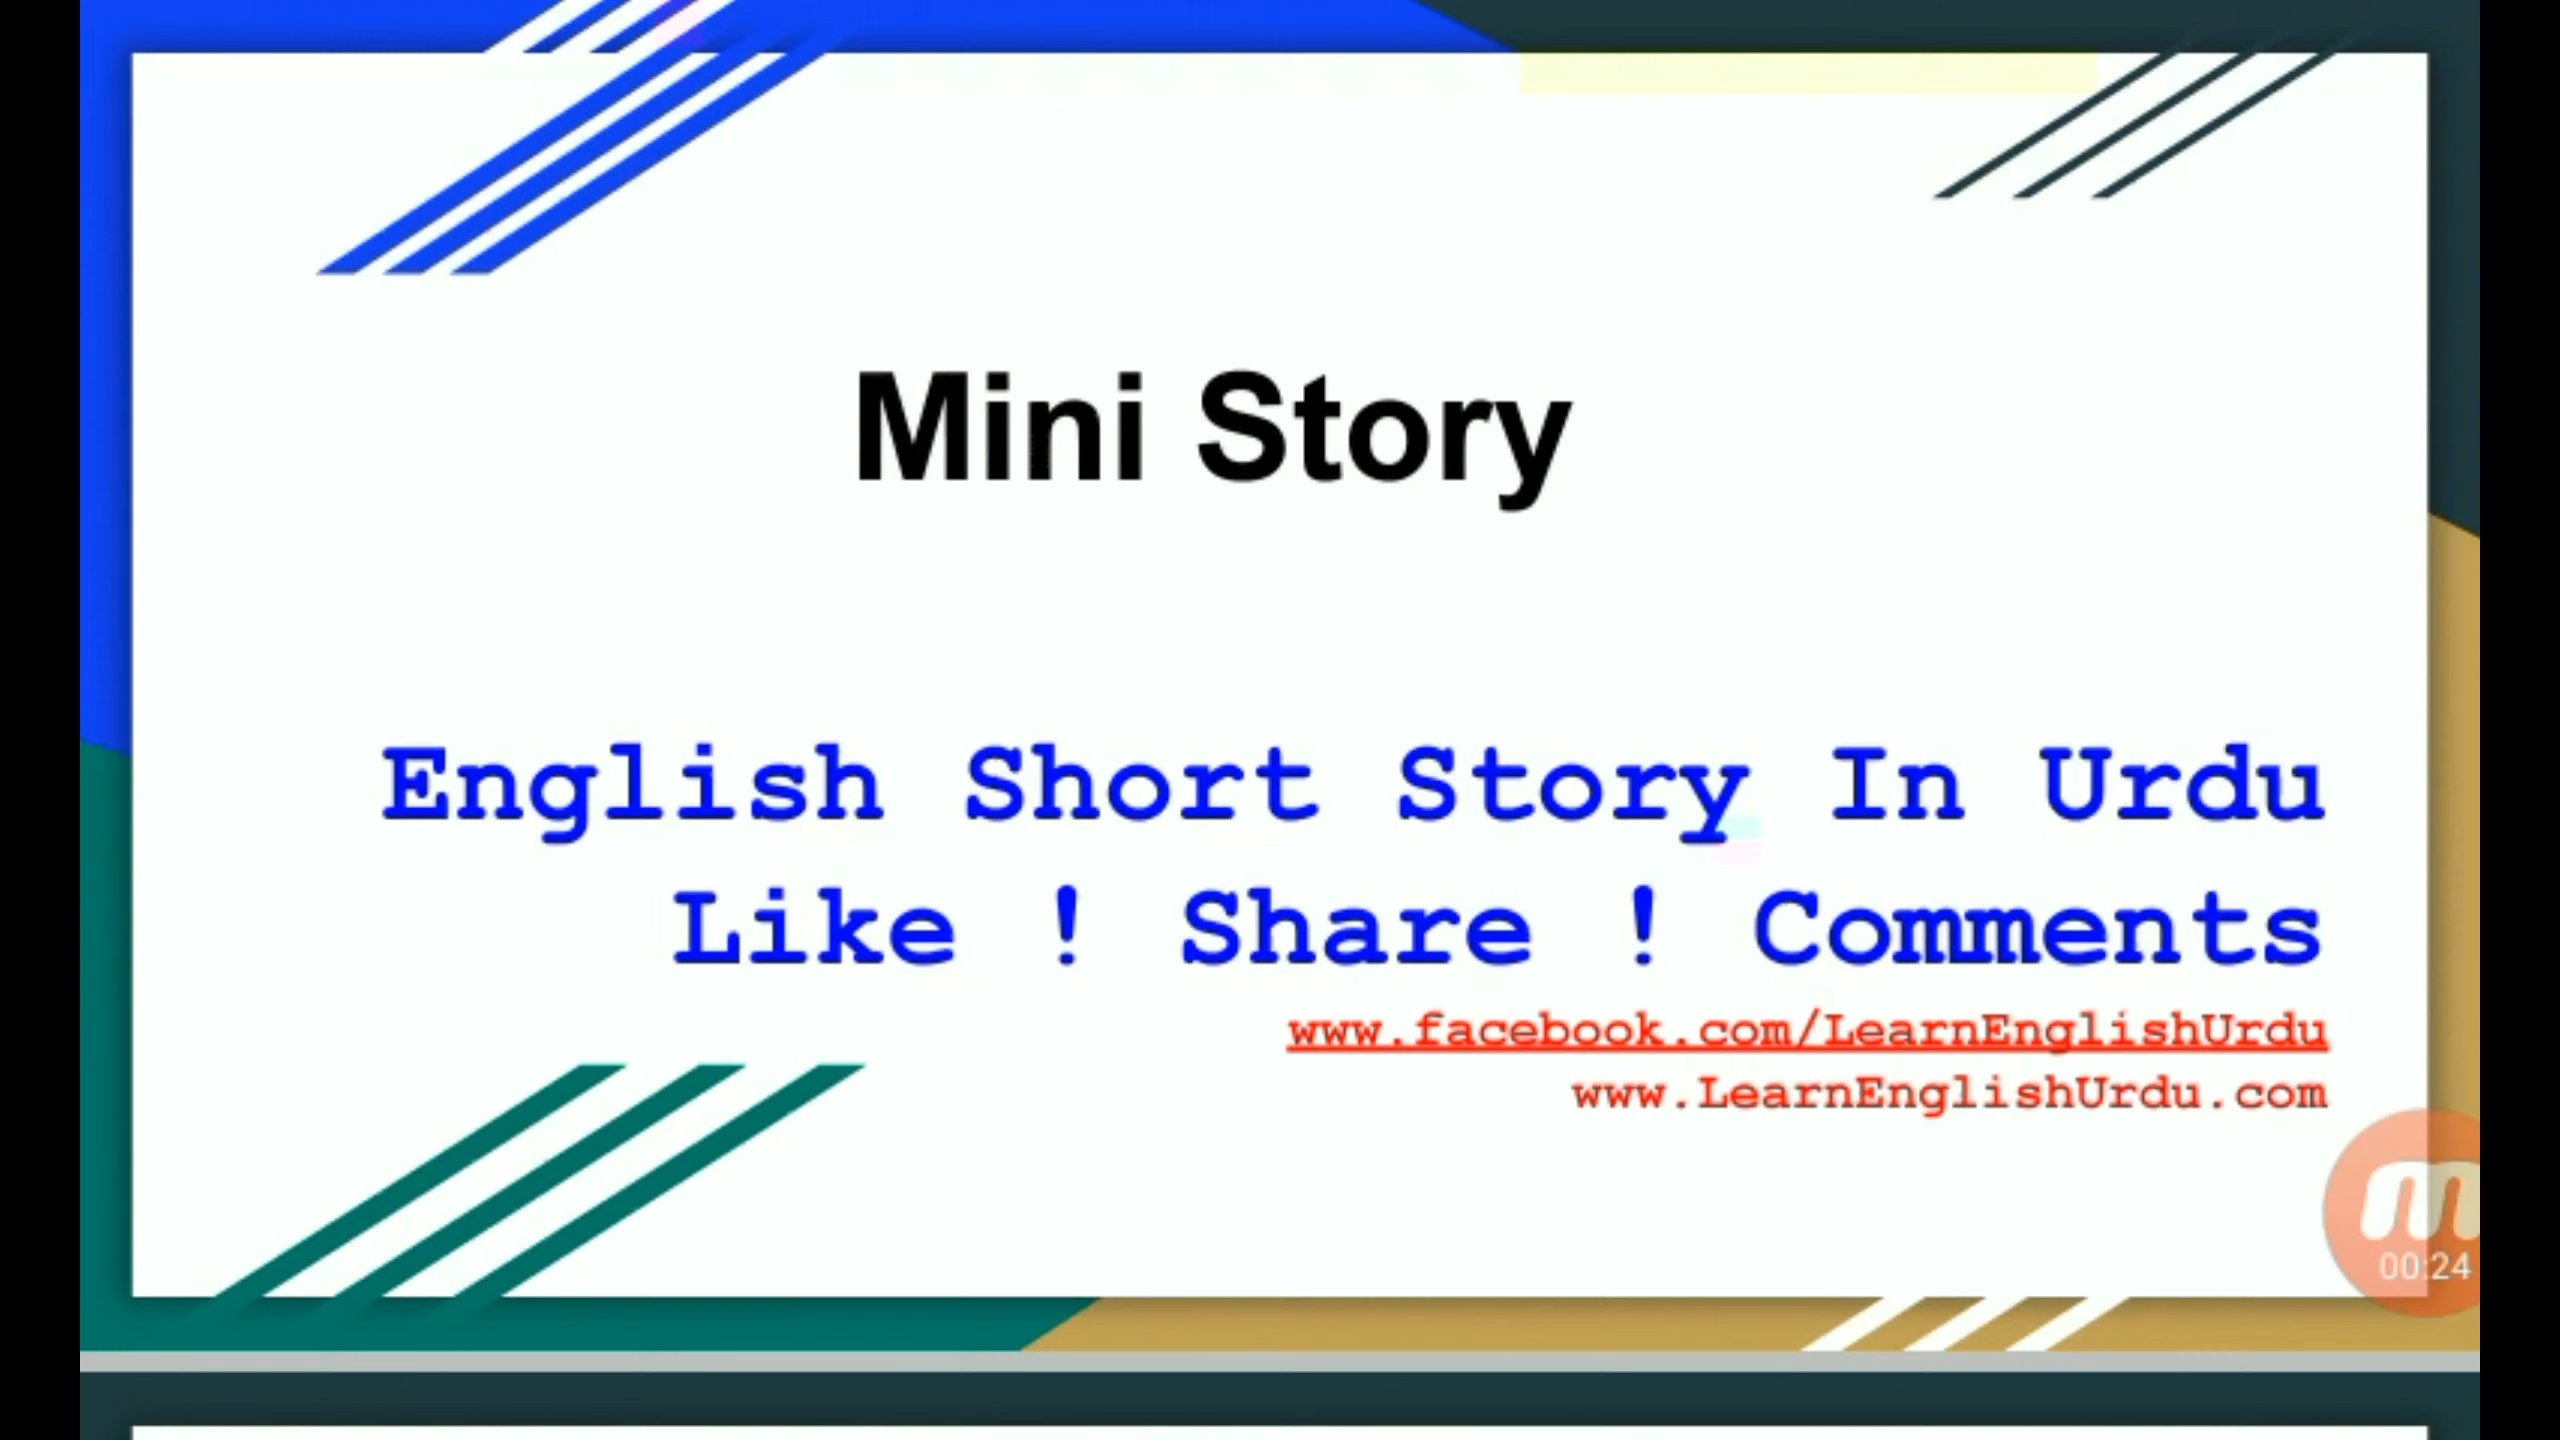 Mini Story
English Short Story In Urdu
Like ! Share ! Comments
www.facebook.com/LearnEnglishUrdu
www.LearnEnglishUrdu.com
m
00:24